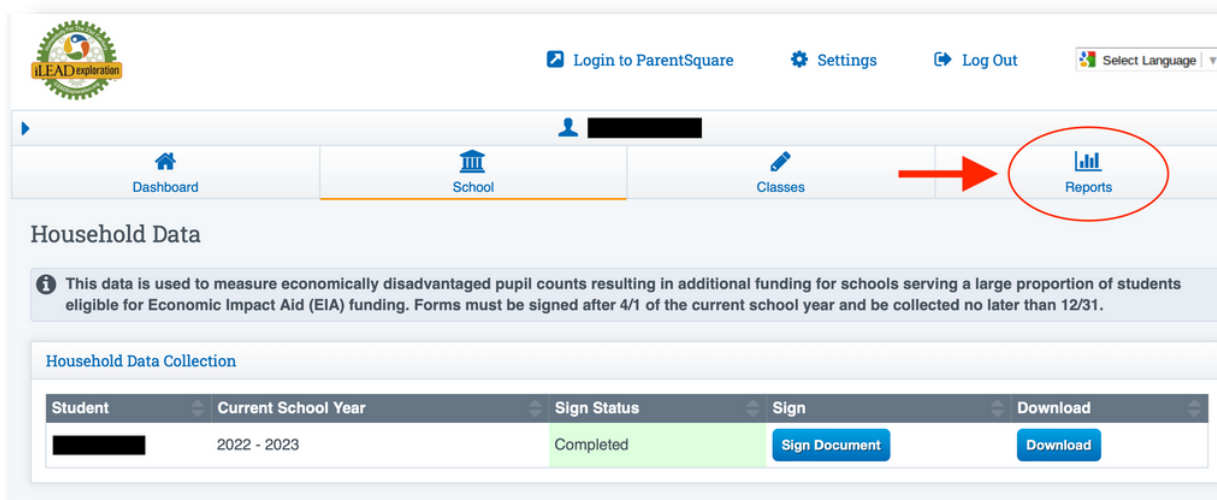 iLEAD exploration
Login to ParentSquare
Settings
Log Out
Select Language
Dashboard
School
Classes
Reports
Household Data
This data is used to measure economically disadvantaged pupil counts resulting in additional funding for schools serving a large proportion of students
eligible for Economic Impact Aid (EIA) funding. Forms must be signed after 4/1 of the current school year and be collected no later than 12/31.
Household Data Collection
Student Current School Year Sign Status Sign Download
2022 - 2023 Completed Sign Document Download